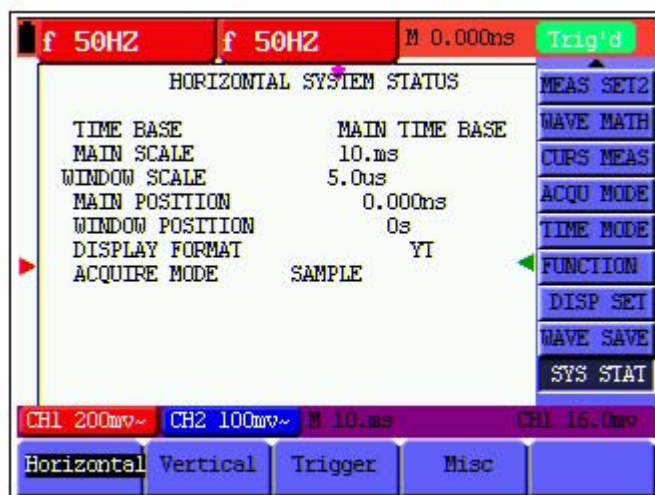 f 50HZ f 50HZ M 0.000ns Trig'd
HORIZONTAL SYSTEM STATUS
TIME BASE MAIN TIME BASE
MAIN SCALE 10.ms
WINDOW SCALE 5.0us
MAIN POSITION 0.000ns
WINDOW POSITION 0s
DISPLAY FORMAT YT
ACQUIRE MODE SAMPLE
MEAS SET2
WAVE MATH
CURS MEAS
ACQU MODE
TIME MODE
FUNCTION
DISP SET
WAVE SAVE
SYS STAT
CH1 200mv~ CH2 100mv~ M 10.ms CH1 16.0mv
Horizontal Vertical Trigger Misc